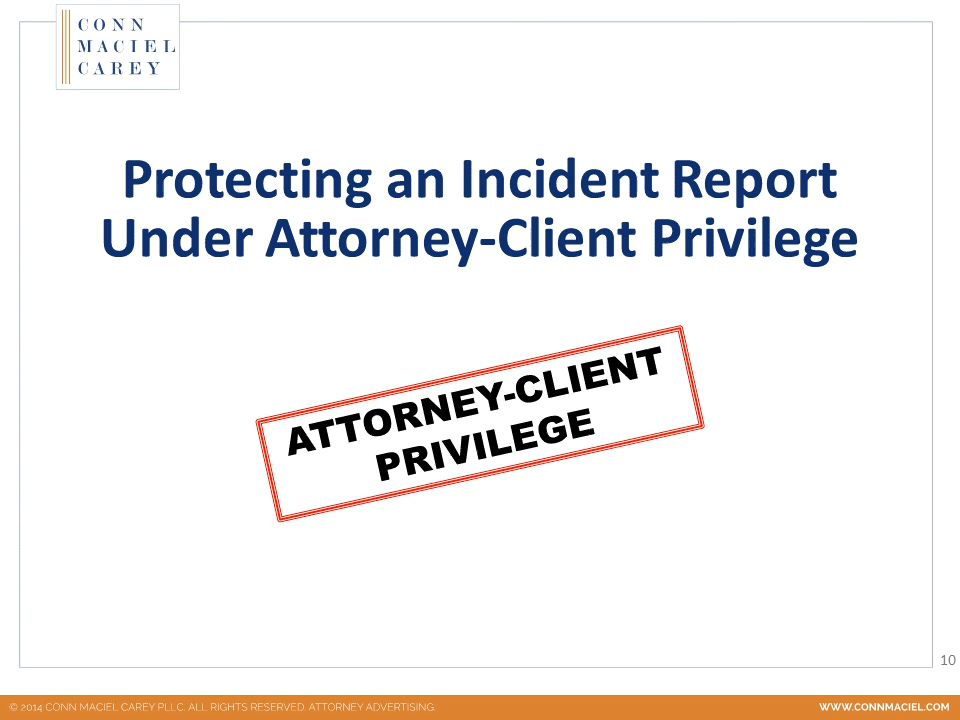 CONN
MACIEL
CAREY
Protecting an Incident Report
Under Attorney-Client Privilege
ATTORNEY-CLIENT
PRIVILEGE
10
© 2014 CONN MACIEL CAREY PLLC. ALL RIGHTS RESERVED. ATTORNEY ADVERTISING.
WWW.CONNMACIEL.COM